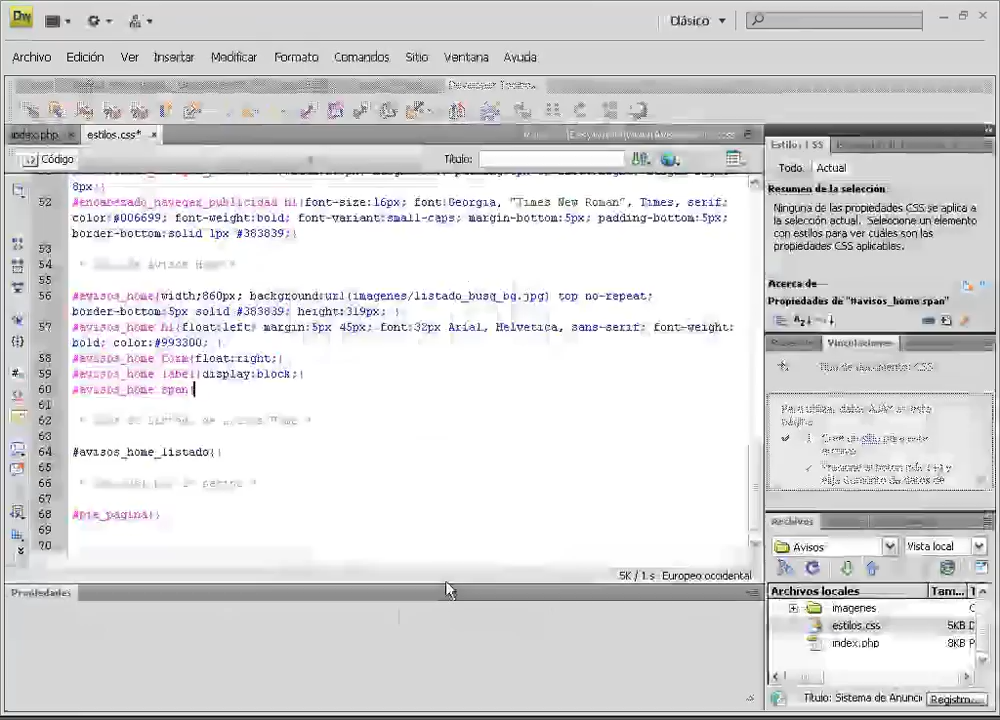 Dw
Clásico
Archivo Edición Ver Insertar Modificar Formato Comandos Sitio Ventana Ayuda
index.php estilos.css*
Código Título:
8px;}
52 #encabezado_navegar_publicidad h1{font-size:16px; font:Georgia, "Times New Roman", Times, serif;
color:#006699; font-weight:bold; font-variant:small-caps; margin-bottom:5px; padding-bottom:5px;
border-bottom:solid 1px #383839;}
53
54
55
56 #avisos_home{width;860px; background:url(imagenes/listado_busq_bg.jpg) top no-repeat;
border-bottom:5px solid #383839; height:319px; }
57 #avisos_home h1{float:left; margin:5px 45px; font:32px Arial, Helvetica, sans-serif; font-weight:
bold; color:#993300; }
58 #avisos_home form{float:right;}
59 #avisos_home label{display:block;}
60 #avisos_home span{
61
62
63
64 #avisos_home_listado{}
65
66
67
68 #pie_pagina{}
69
70
5K / 1 s Europeo occidental
Propiedades
Todo Actual
Resumen de la selección
Ninguna de las propiedades CSS se aplica a
la selección actual. Seleccione un elemento
con estilos para ver cuáles son las
propiedades CSS aplicables.
Acerca de
Propiedades de "#avisos_home span"
Vinculaciones
Tipo de documento: CSS
Archivos
Avisos Vista local
Archivos locales Tam...
imagenes
estilos.css 5KB
index.php 8KB
Título: Sistema de Anunci Registro...